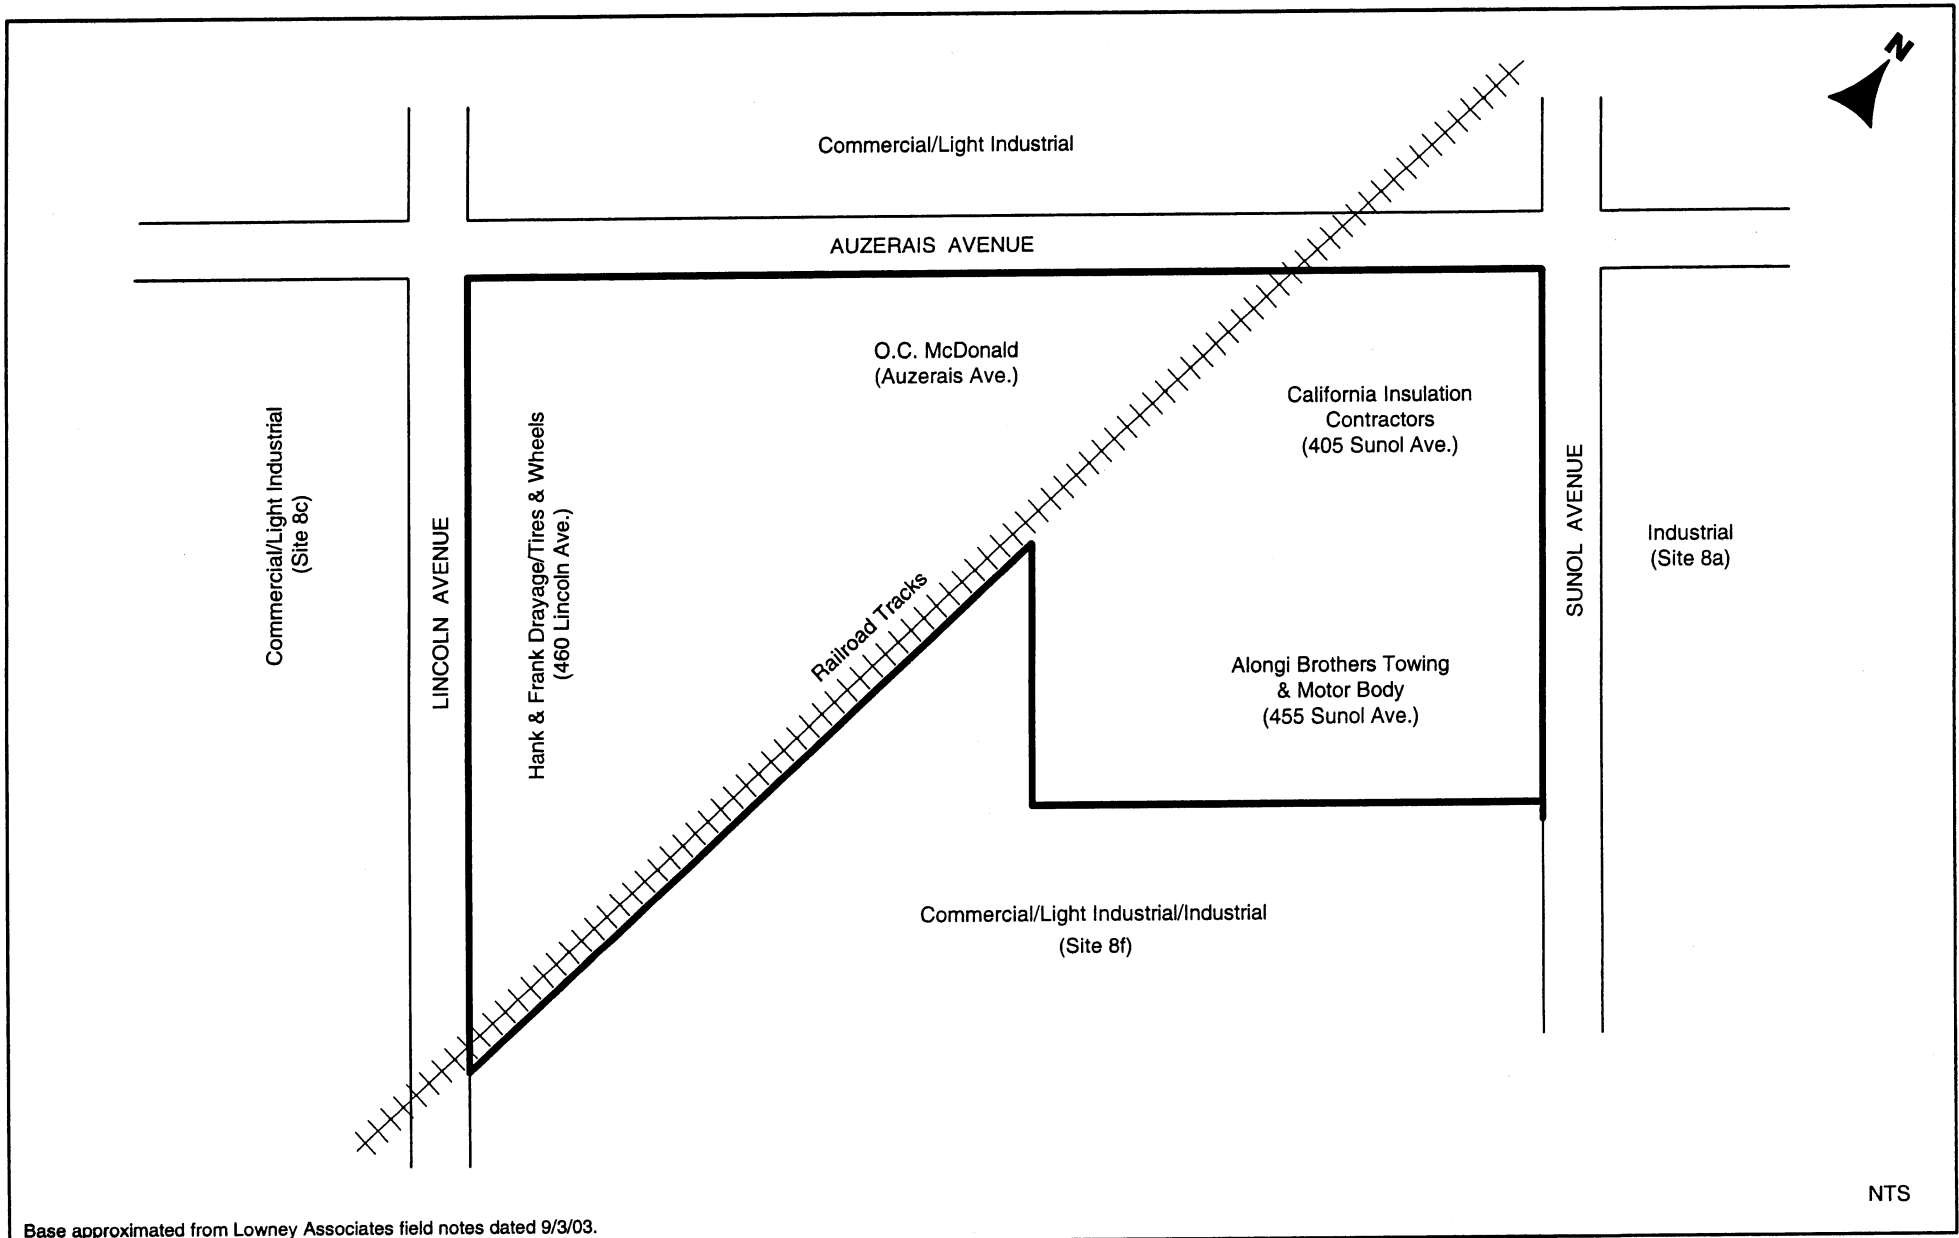 N
Commercial/Light Industrial
AUZERAIS AVENUE
O.C. McDonald
(Auzerais Ave.)
California Insulation
Contractors
(405 Sunol Ave.)
Commercial/Light Industrial
(Site 8c)
LINCOLN AVENUE
Hank & Frank Drayage/Tires & Wheels
(460 Lincoln Ave.)
Railroad Tracks
SUNOL AVENUE
Industrial
(Site 8a)
Alongi Brothers Towing
& Motor Body
(455 Sunol Ave.)
Commercial/Light Industrial/Industrial
(Site 8f)
NTS
Base approximated from Lowney Associates field notes dated 9/3/03.